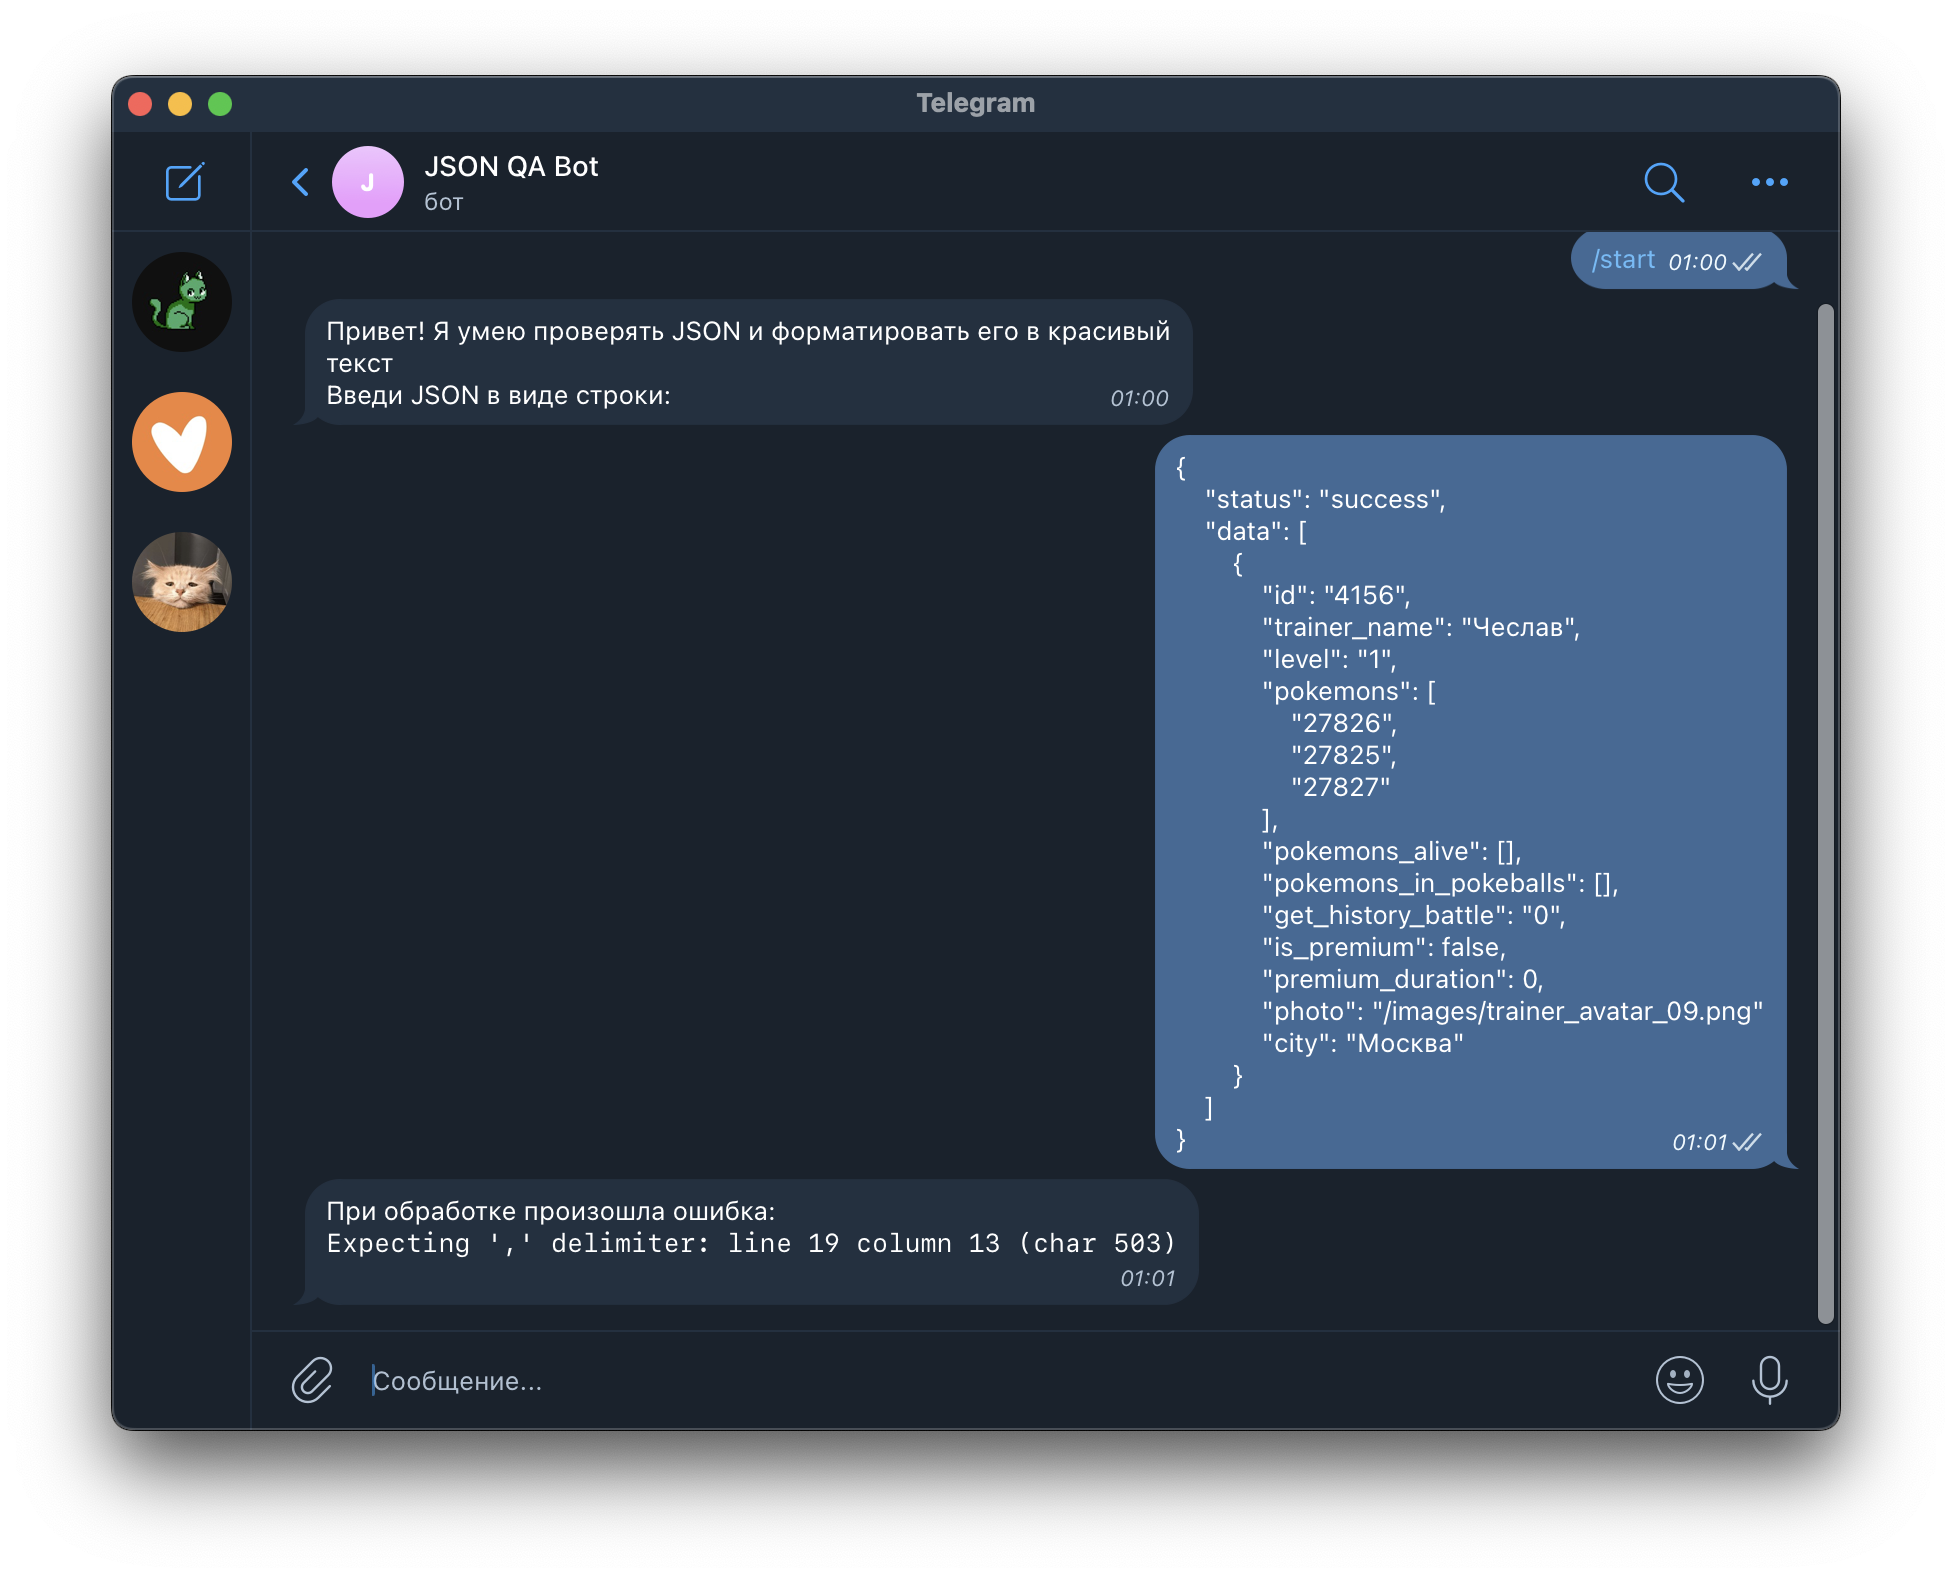 Telegram
JSON QA Bot
J
бот
/start 01:00
Привет! Я умею проверять JSON и форматировать его в красивый
текст
Введи JSON в виде строки:
01:00
{
"status": "success",
"data": [
{
"id": "4156",
"trainer_name": "Чеслав",
"level": "1",
"pokemons": [
"27826",
"27825",
"27827"
],
"pokemons_alive": [],
"pokemons_in_pokeballs": [],
"get_history_battle": "0",
"is_premium": false,
"premium_duration": 0,
"photo": "/images/trainer_avatar_09.png"
"city": "Москва"
}
]
}
01:01
При обработке произошла ошибка:
Expecting ',' delimiter: line 19 column 13 (char 503)
01:01
Сообщение...